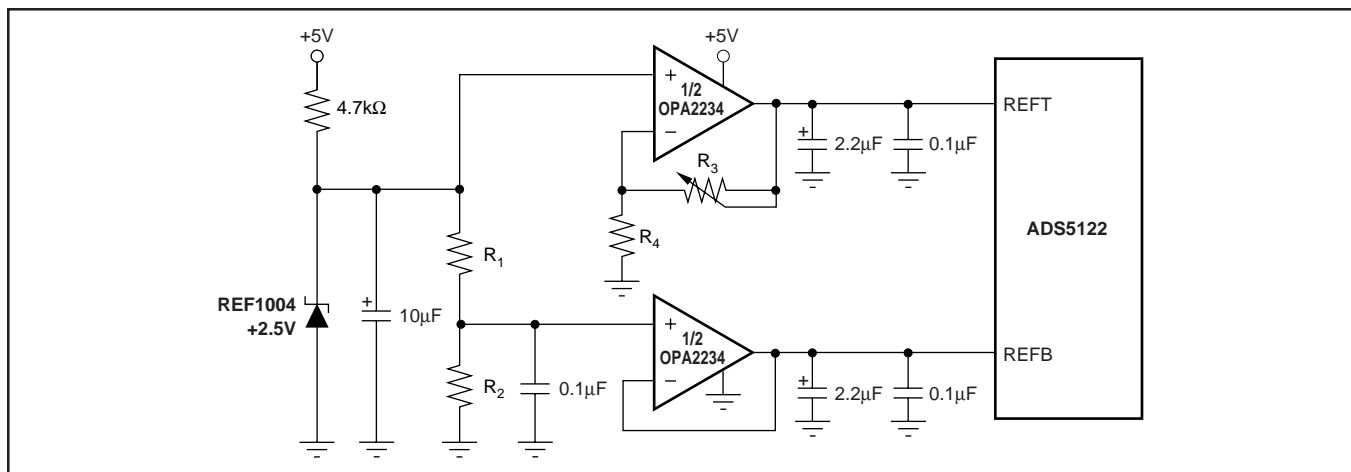 +5V
4.7kΩ
REF1004
+2.5V
10µF
R1
R2
0.1µF
+5V
+
1/2
OPA2234
−
R3
R4
+
1/2
OPA2234
−
+
2.2µF
0.1µF
+
2.2µF
0.1µF
REFT
ADS5122
REFB
+